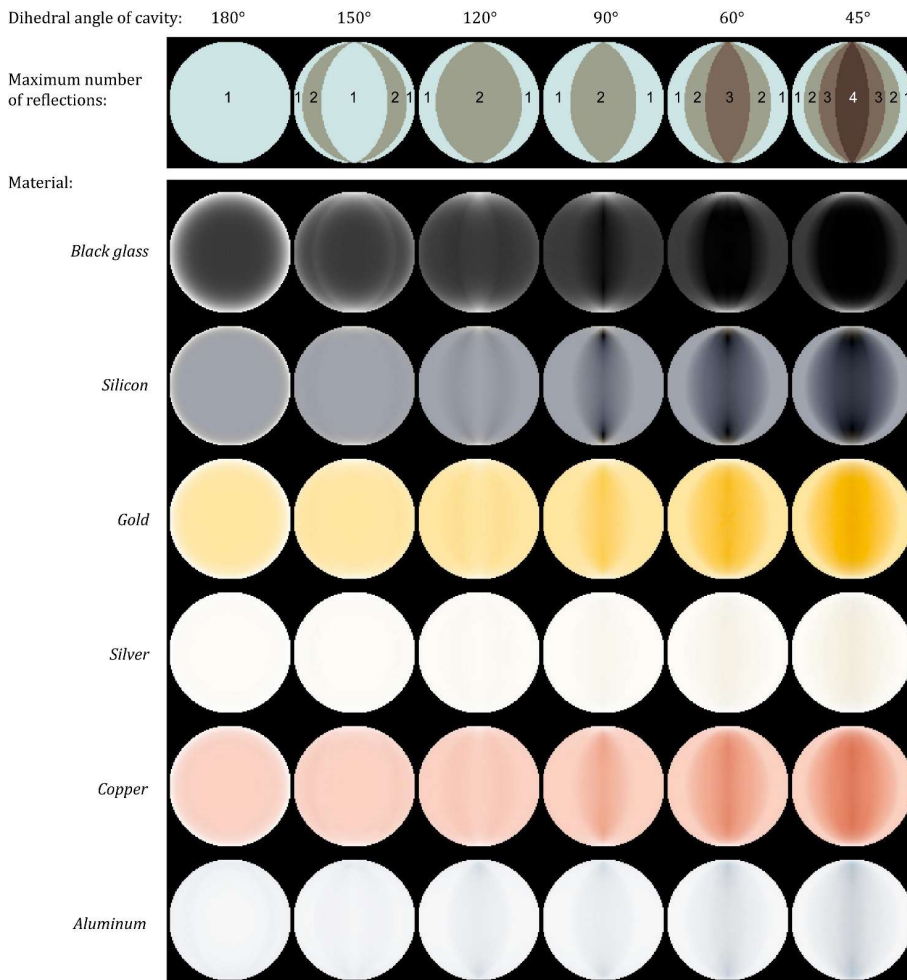 Dihedral angle of cavity: 180° 150° 120° 90° 60° 45°
Maximum number
of reflections:
1 1 2 1 2 1 1 2 1 1 2 1 1 2 3 2 1 1 2 3 4 3 2 1
Material:
Black glass
Silicon
Gold
Silver
Copper
Aluminum